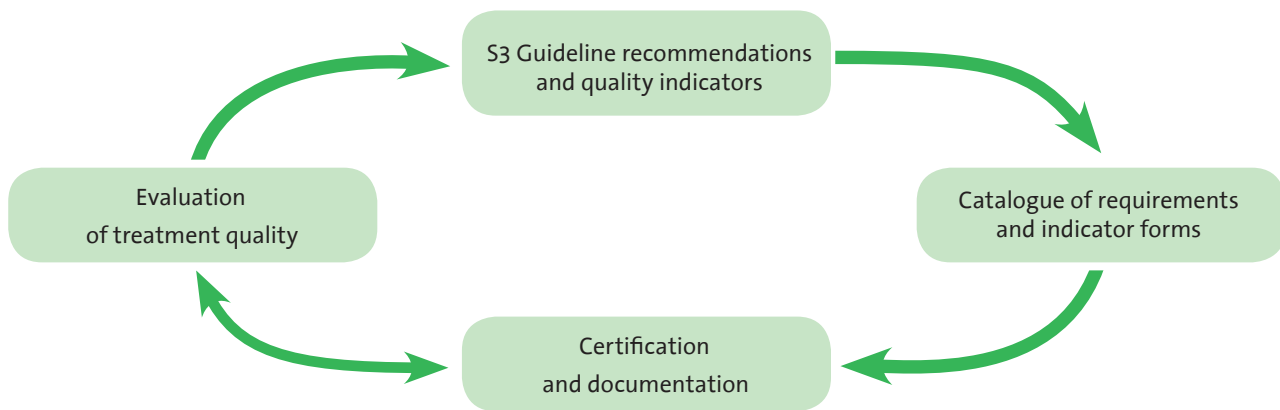 S3 Guideline recommendations
and quality indicators
Evaluation
of treatment quality
Catalogue of requirements
and indicator forms
Certification
and documentation